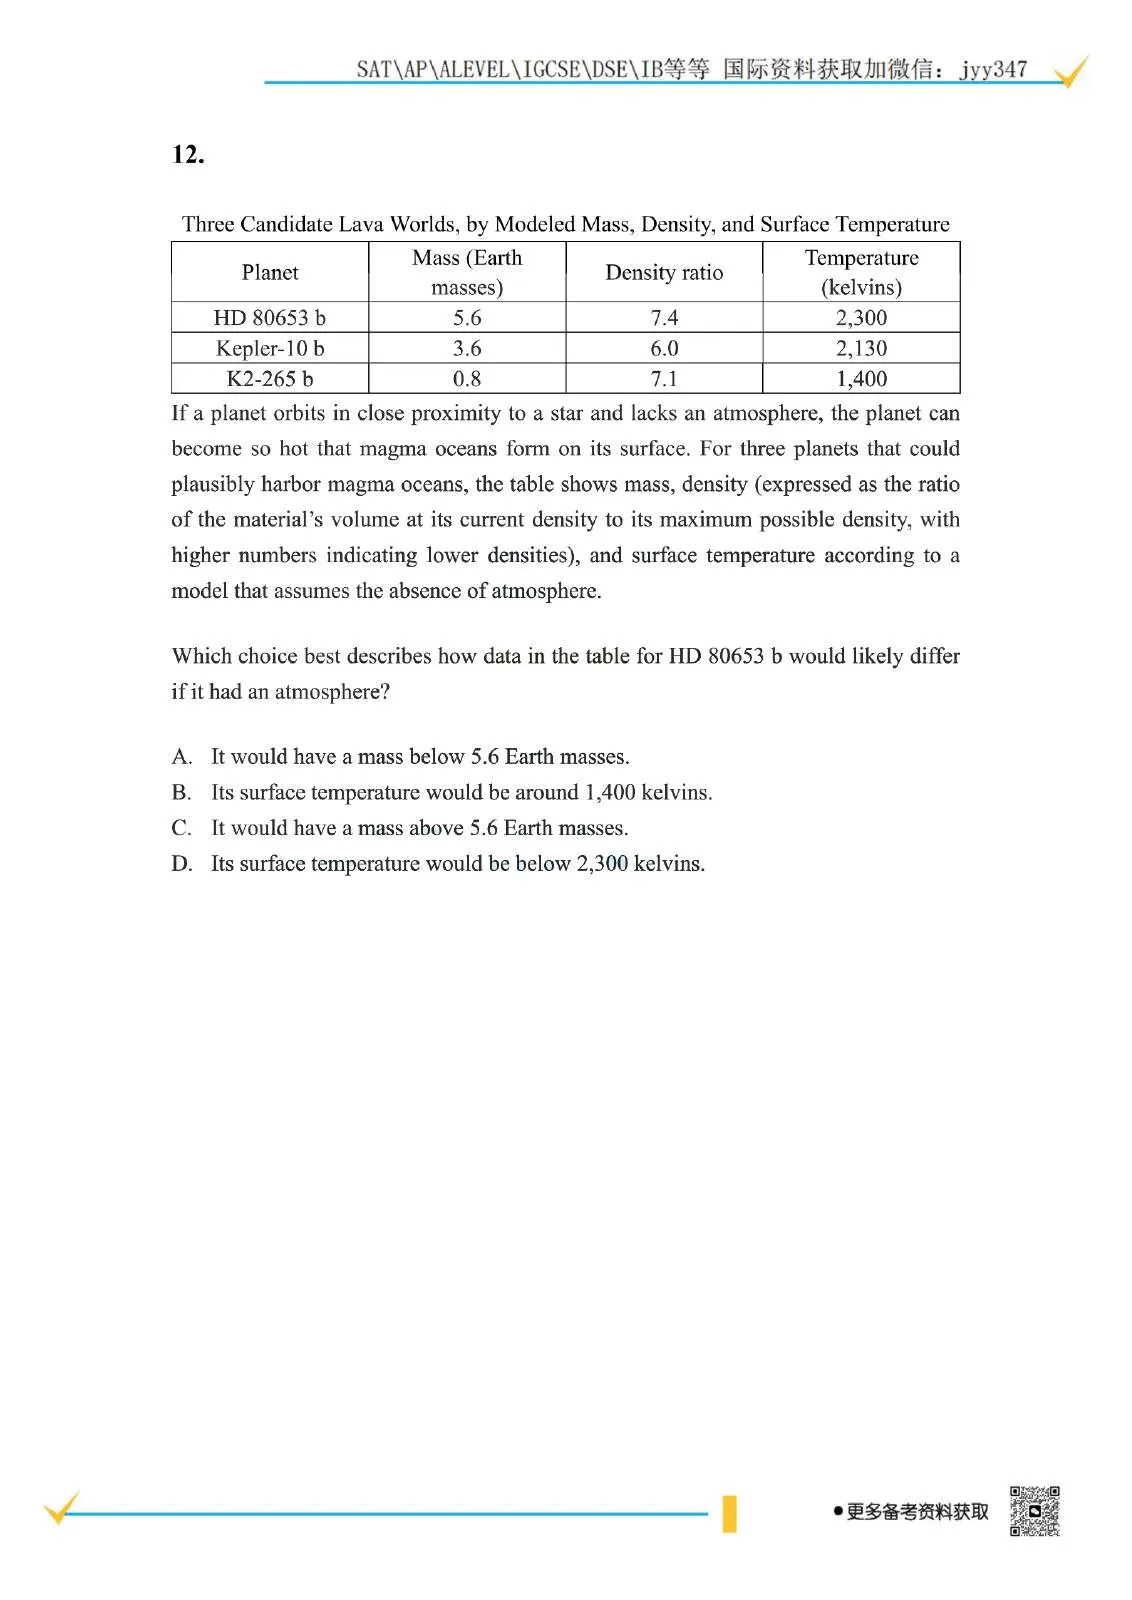 SAT\AP\ALEVEL\IGCSE\DSE\IB等等 国际资料获取加微信：jyy347
12.
Three Candidate Lava Worlds, by Modeled Mass, Density, and Surface Temperature
Planet Mass (Earth masses) Density ratio Temperature (kelvins)
HD 80653 b 5.6 7.4 2,300
Kepler-10 b 3.6 6.0 2,130
K2-265 b 0.8 7.1 1,400
If a planet orbits in close proximity to a star and lacks an atmosphere, the planet can
become so hot that magma oceans form on its surface. For three planets that could
plausibly harbor magma oceans, the table shows mass, density (expressed as the ratio
of the material’s volume at its current density to its maximum possible density, with
higher numbers indicating lower densities), and surface temperature according to a
model that assumes the absence of atmosphere.
Which choice best describes how data in the table for HD 80653 b would likely differ
if it had an atmosphere?
A. It would have a mass below 5.6 Earth masses.
B. Its surface temperature would be around 1,400 kelvins.
C. It would have a mass above 5.6 Earth masses.
D. Its surface temperature would be below 2,300 kelvins.
●更多备考资料获取